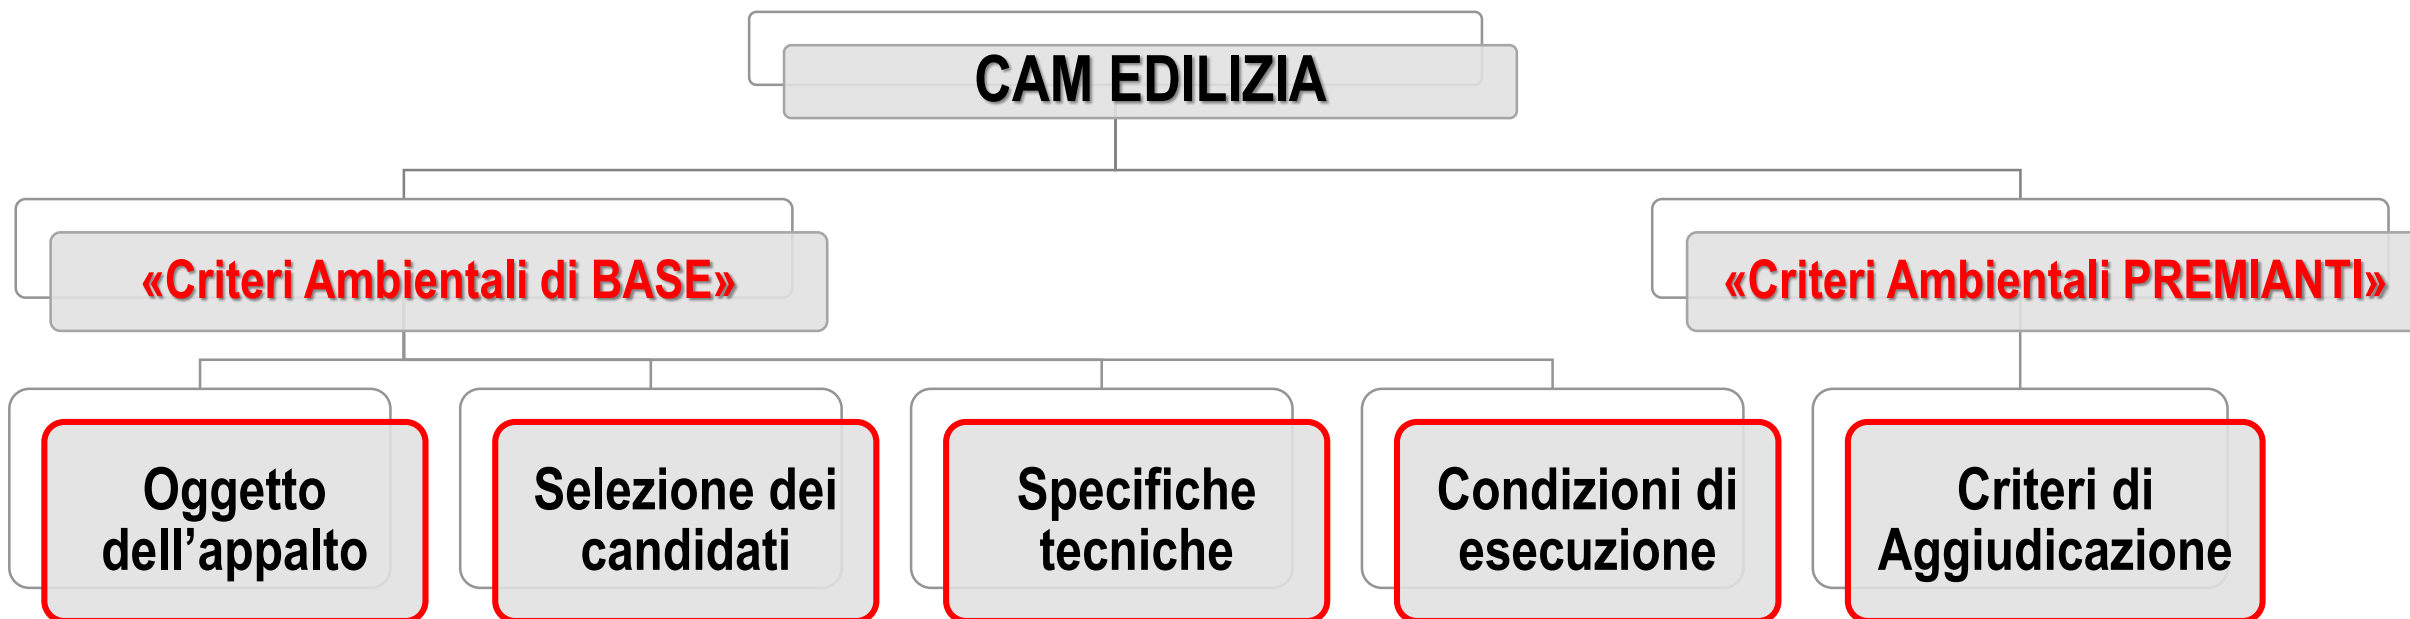 CAM EDILIZIA
«Criteri Ambientali di BASE»
«Criteri Ambientali PREMIANTI»
Oggetto
dell’appalto
Selezione dei
candidati
Specifiche
tecniche
Condizioni di
esecuzione
Criteri di
Aggiudicazione